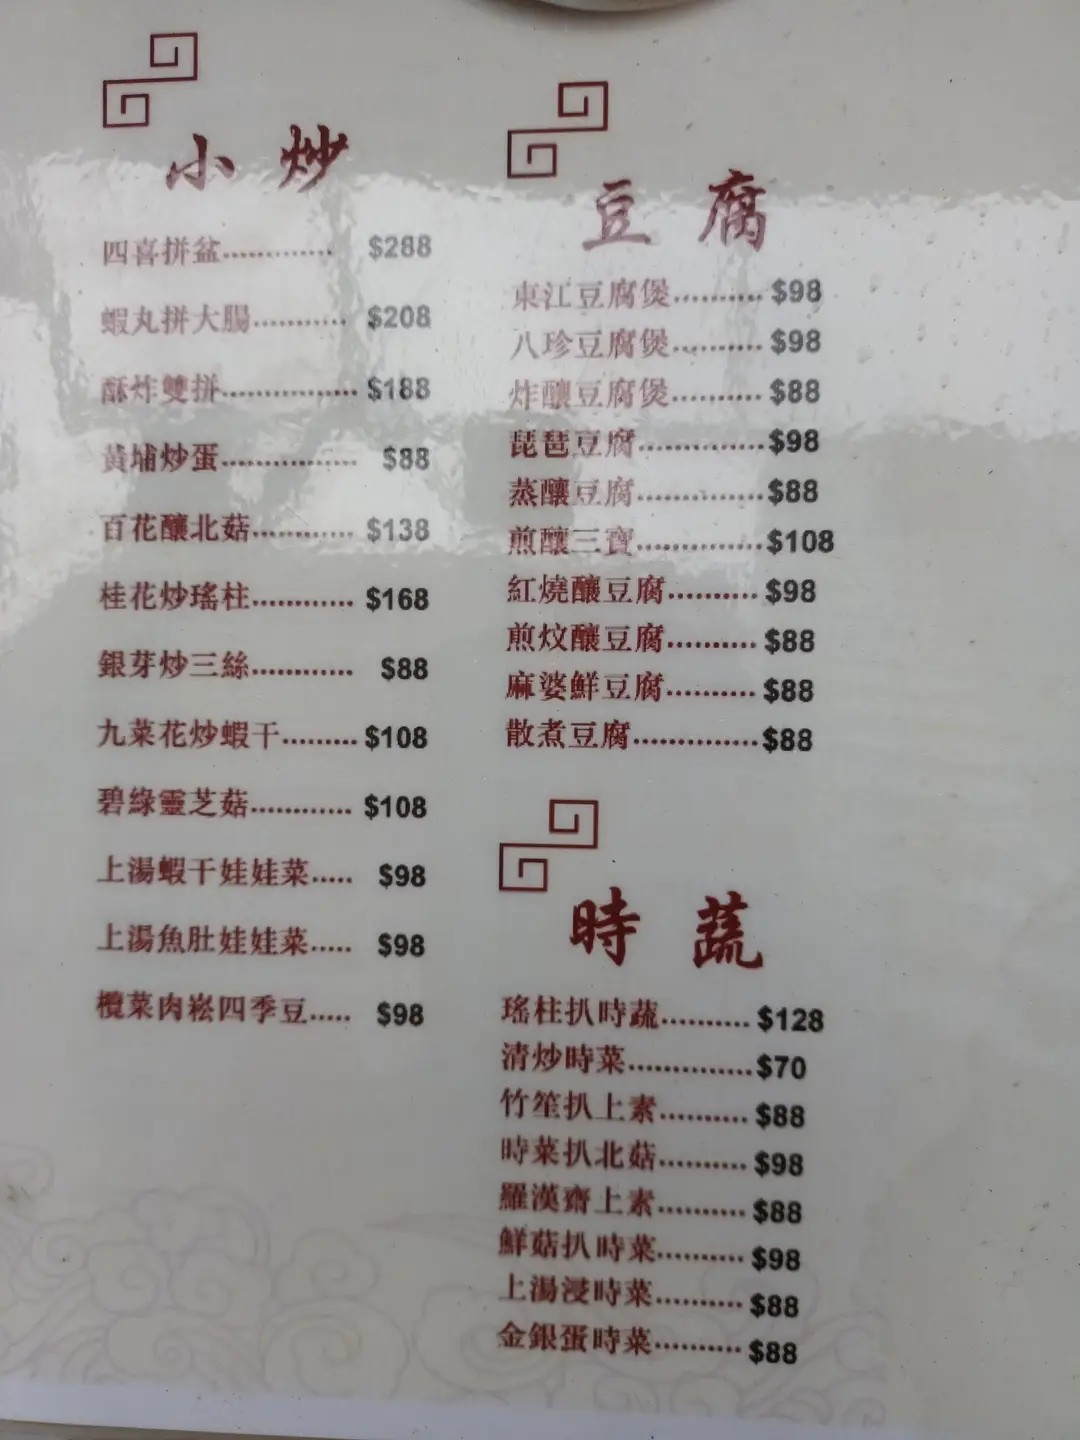 小炒
四喜拼盆............ $288
蝦丸拼大腸........... $208
酥炸雙拼................ $188
黃埔炒蛋................ $88
百花釀北菇............ $138
桂花炒瑤柱............ $168
銀芽炒三絲............ $88
九菜花炒蝦干......... $108
碧綠靈芝菇............ $108
上湯蝦干娃娃菜..... $98
上湯魚肚娃娃菜..... $98
欖菜肉崧四季豆..... $98
豆腐
東江豆腐煲.......... $98
八珍豆腐煲.......... $98
炸釀豆腐煲.......... $88
琵琶豆腐..............$98
蒸釀豆腐..............$88
煎釀三寶..............$108
紅燒釀豆腐.......... $98
煎炆釀豆腐.......... $88
麻婆鮮豆腐.......... $88
散煮豆腐..............$88
時蔬
瑤柱扒時蔬.......... $128
清炒時菜..............$70
竹笙扒上素.......... $88
時菜扒北菇.......... $98
羅漢齋上素.......... $88
鮮菇扒時菜.......... $98
上湯浸時菜.......... $88
金銀蛋時菜.......... $88